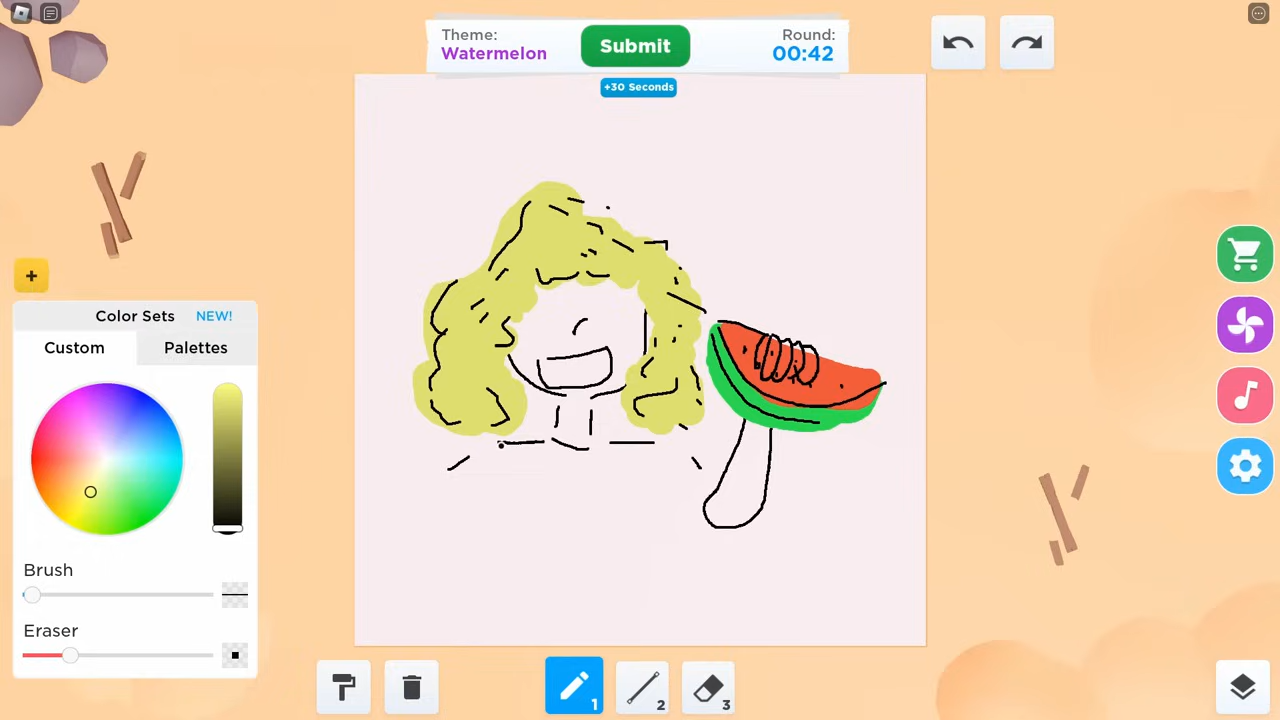 Theme:
Watermelon
Submit
Round:
00:42
+30 Seconds
+
Color Sets NEW!
Custom Palettes
Brush
Eraser
1
2
3